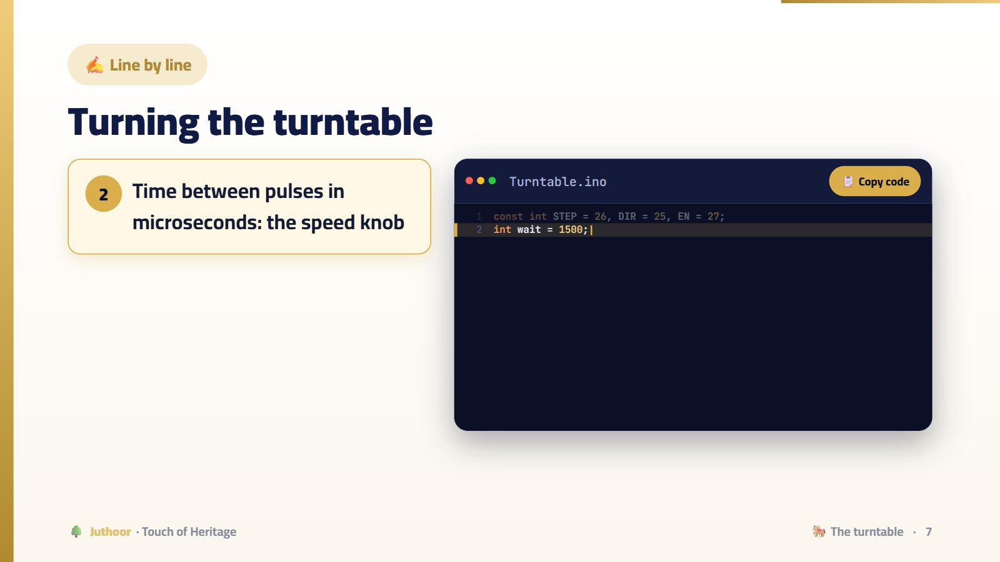 ✍️ Line by line
Turning the turntable
2 Time between pulses in
microseconds: the speed knob
Turntable.ino
📋 Copy code
1 const int STEP = 26, DIR = 25, EN = 27;
2 int wait = 1500;
🌳 Juthoor · Touch of Heritage
🐎 The turntable · 7